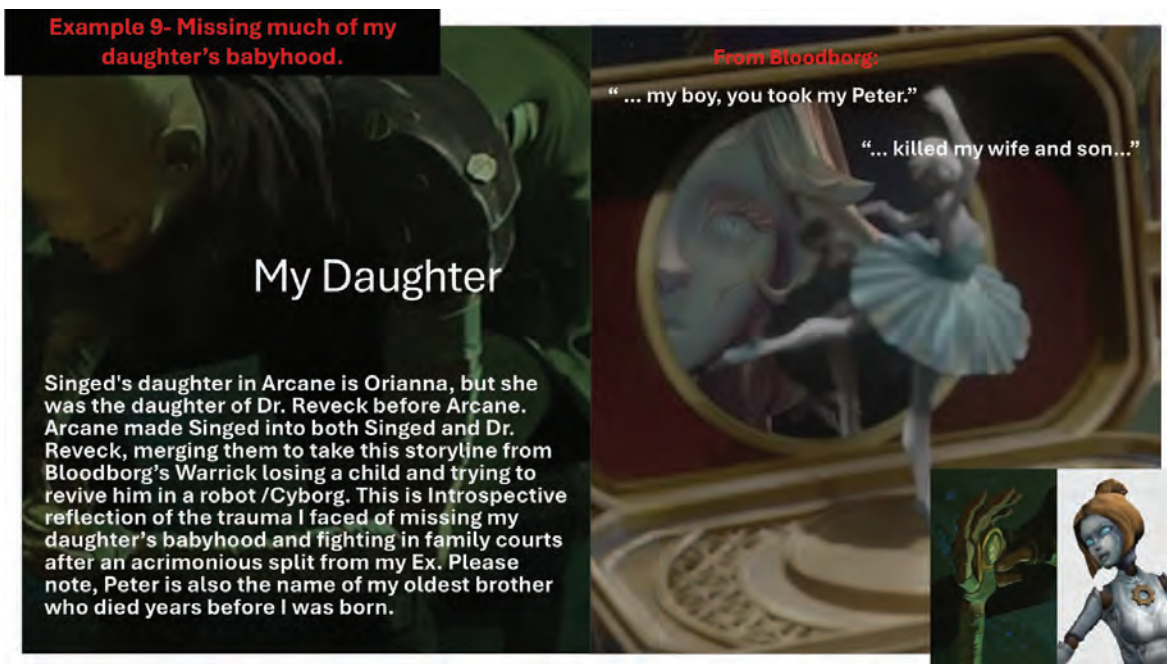 Example 9- Missing much of my
daughter’s babyhood.
From Bloodborg:
“ ... my boy, you took my Peter.”
“... killed my wife and son...”
My Daughter
Singed's daughter in Arcane is Orianna, but she
was the daughter of Dr. Reveck before Arcane.
Arcane made Singed into both Singed and Dr.
Reveck, merging them to take this storyline from
Bloodborg’s Warrick losing a child and trying to
revive him in a robot /Cyborg. This is Introspective
reflection of the trauma I faced of missing my
daughter’s babyhood and fighting in family courts
after an acrimonious split from my Ex. Please
note, Peter is also the name of my oldest brother
who died years before I was born.